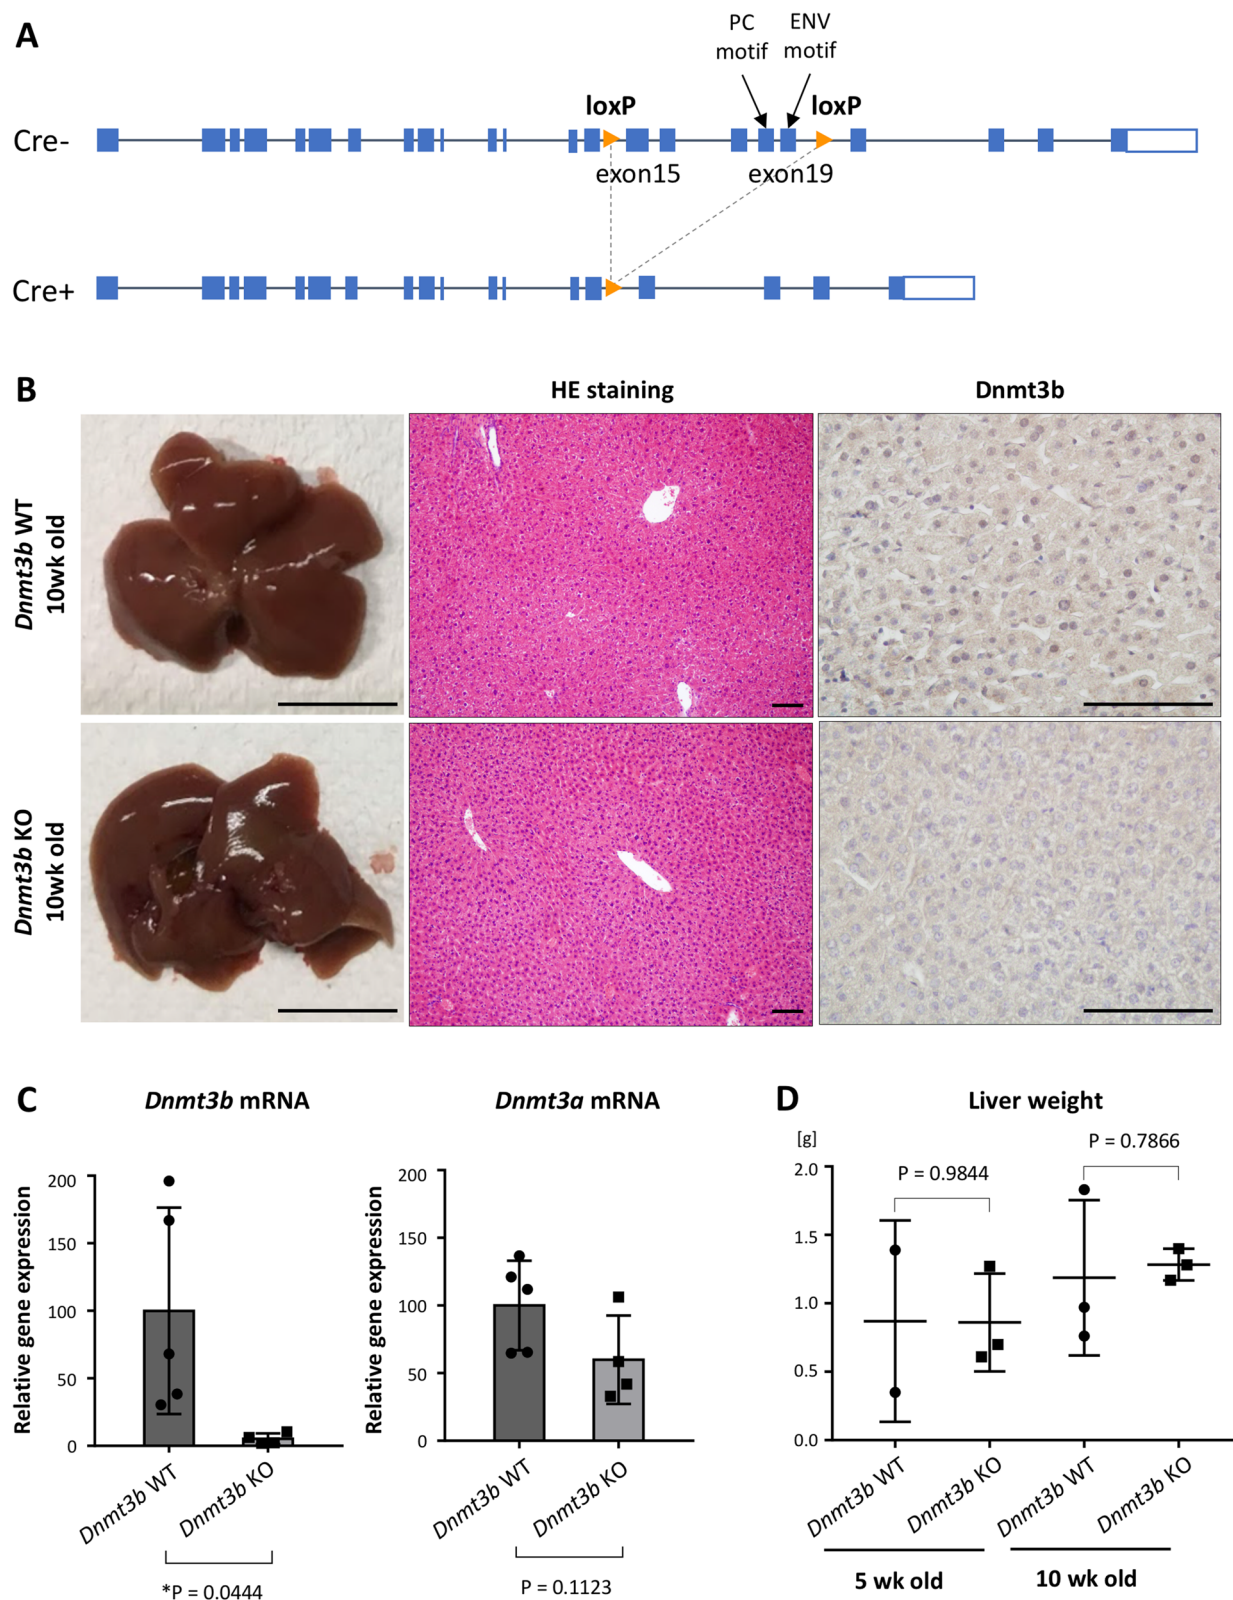 A
PC
motif
ENV
motif
loxP
loxP
Cre-
exon15
exon19
Cre+
B
HE staining
Dnmt3b
Dnmt3b WT
10wk old
Dnmt3b KO
10wk old
C
Dnmt3b mRNA
Relative gene expression
200
150
100
50
0
Dnmt3b WT
Dnmt3b KO
*P = 0.0444
Dnmt3a mRNA
Relative gene expression
200
150
100
50
0
Dnmt3b WT
Dnmt3b KO
P = 0.1123
D
Liver weight
[g]
P = 0.9844
P = 0.7866
2.0
1.5
1.0
0.5
0.0
Dnmt3b WT
Dnmt3b KO
Dnmt3b WT
Dnmt3b KO
5 wk old
10 wk old